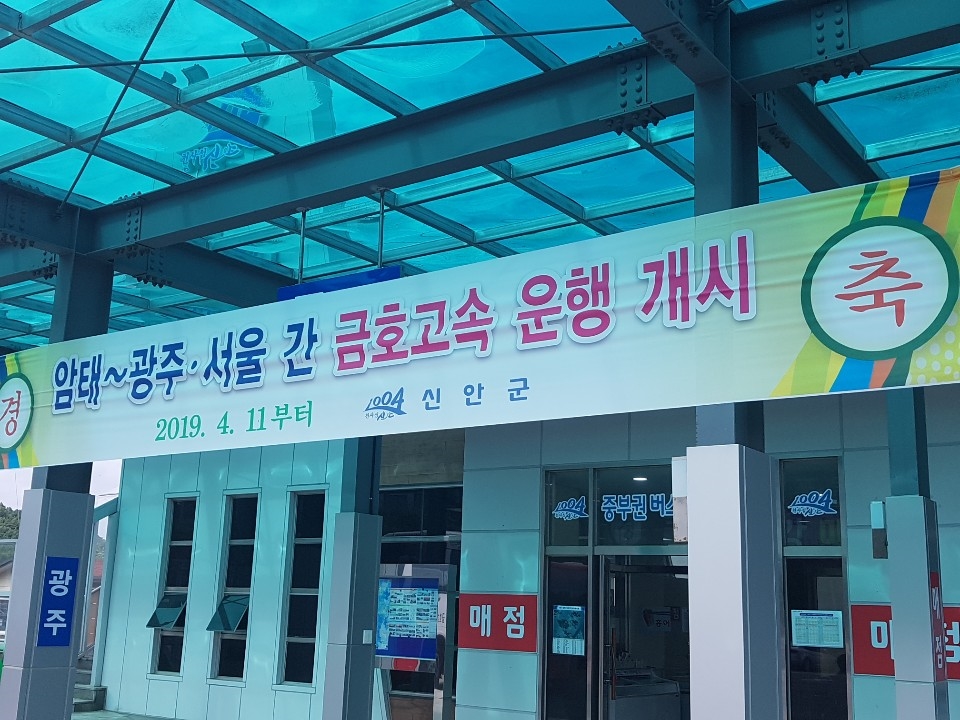 경 암태~광주·서울 간 금호고속 운행 개시 축
2019. 4. 11부터 1004 신안군
1004 중부권 버스 1004
광주
매점
매점
매점